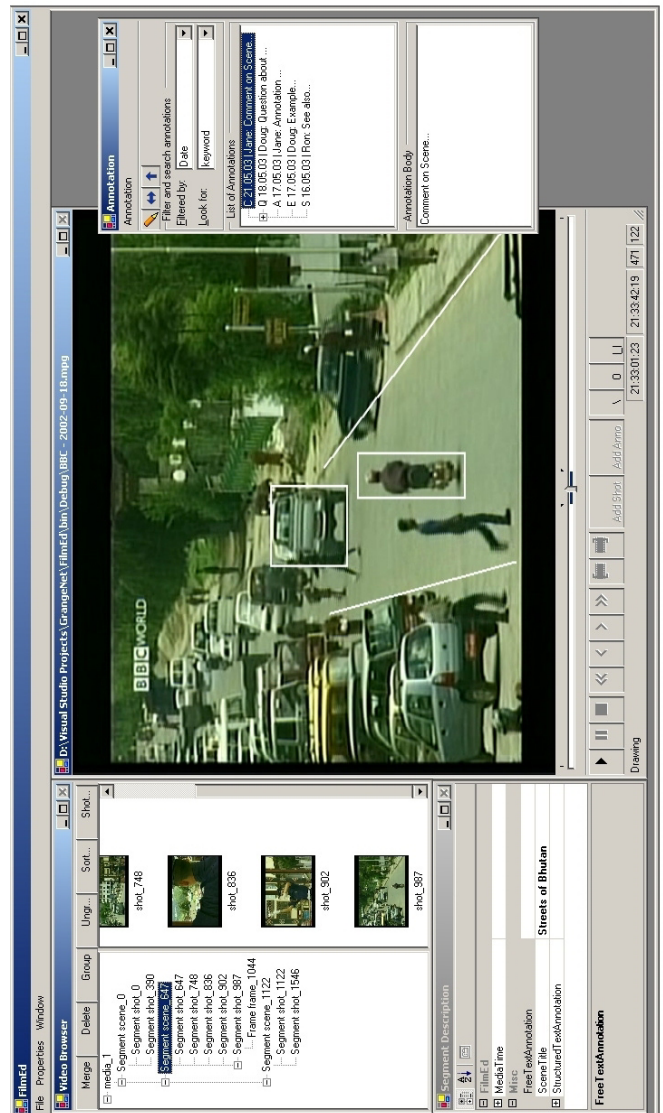 FilmEd
File Properties Window
Video Browser
Merge Delete Group Ungr... Sort... Shot...
media_1
Segment scene_0
Segment shot_0
Segment shot_390
Segment scene_647
Segment shot_647
Segment shot_748
Segment shot_836
Segment shot_902
Segment shot_987
Frame frame_1044
Segment scene_1122
Segment shot_1122
Segment shot_1546
shot_748
shot_836
shot_902
shot_987
Segment Description
FilmEd
MediaTime
Misc
FreeTextAnnotation
SceneTitle Streets of Bhutan
StructuredTextAnnotation
FreeTextAnnotation
D:\Visual Studio Projects\GrangeNet\FilmEd\bin\Debug\BBC - 2002-09-18.mpg
BBC WORLD
Add Shot Add Anno \ O LI
Drawing 21:33:01:23 21:33:42:19 471 122
Annotation
Annotation
Filter and search annotations
Filtered by: Date
Look for: keyword
List of Annotations
C 21.05.03 | Jane: Comment on Scene...
Q 18.05.03 | Doug: Question about ...
A 17.05.03 | Jane: Annotation ...
E 17.05.03 | Doug: Example...
S 16.05.03 | Ron: See also...
Annotation Body
Comment on Scene...